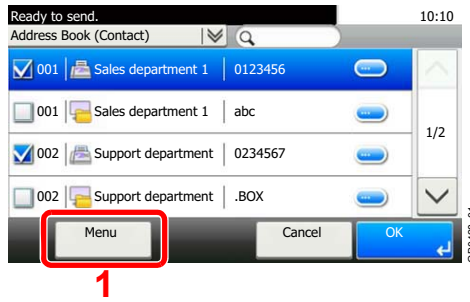 Ready to send. 10:10
Address Book (Contact)
001 Sales department 1 0123456
001 Sales department 1 abc
1/2
002 Support department 0234567
002 Support department .BOX
Menu Cancel OK
1